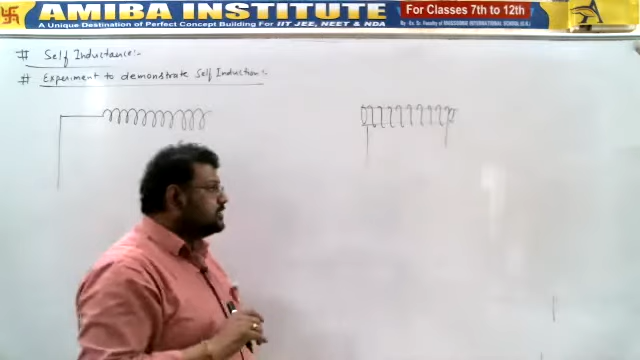 AMIBA INSTITUTE
A Unique Destination of Perfect Concept Building For IIT JEE, NEET & NDA
For Classes 7th to 12th
# Self Inductance:-
# Experiment to demonstrate Self Induction:-